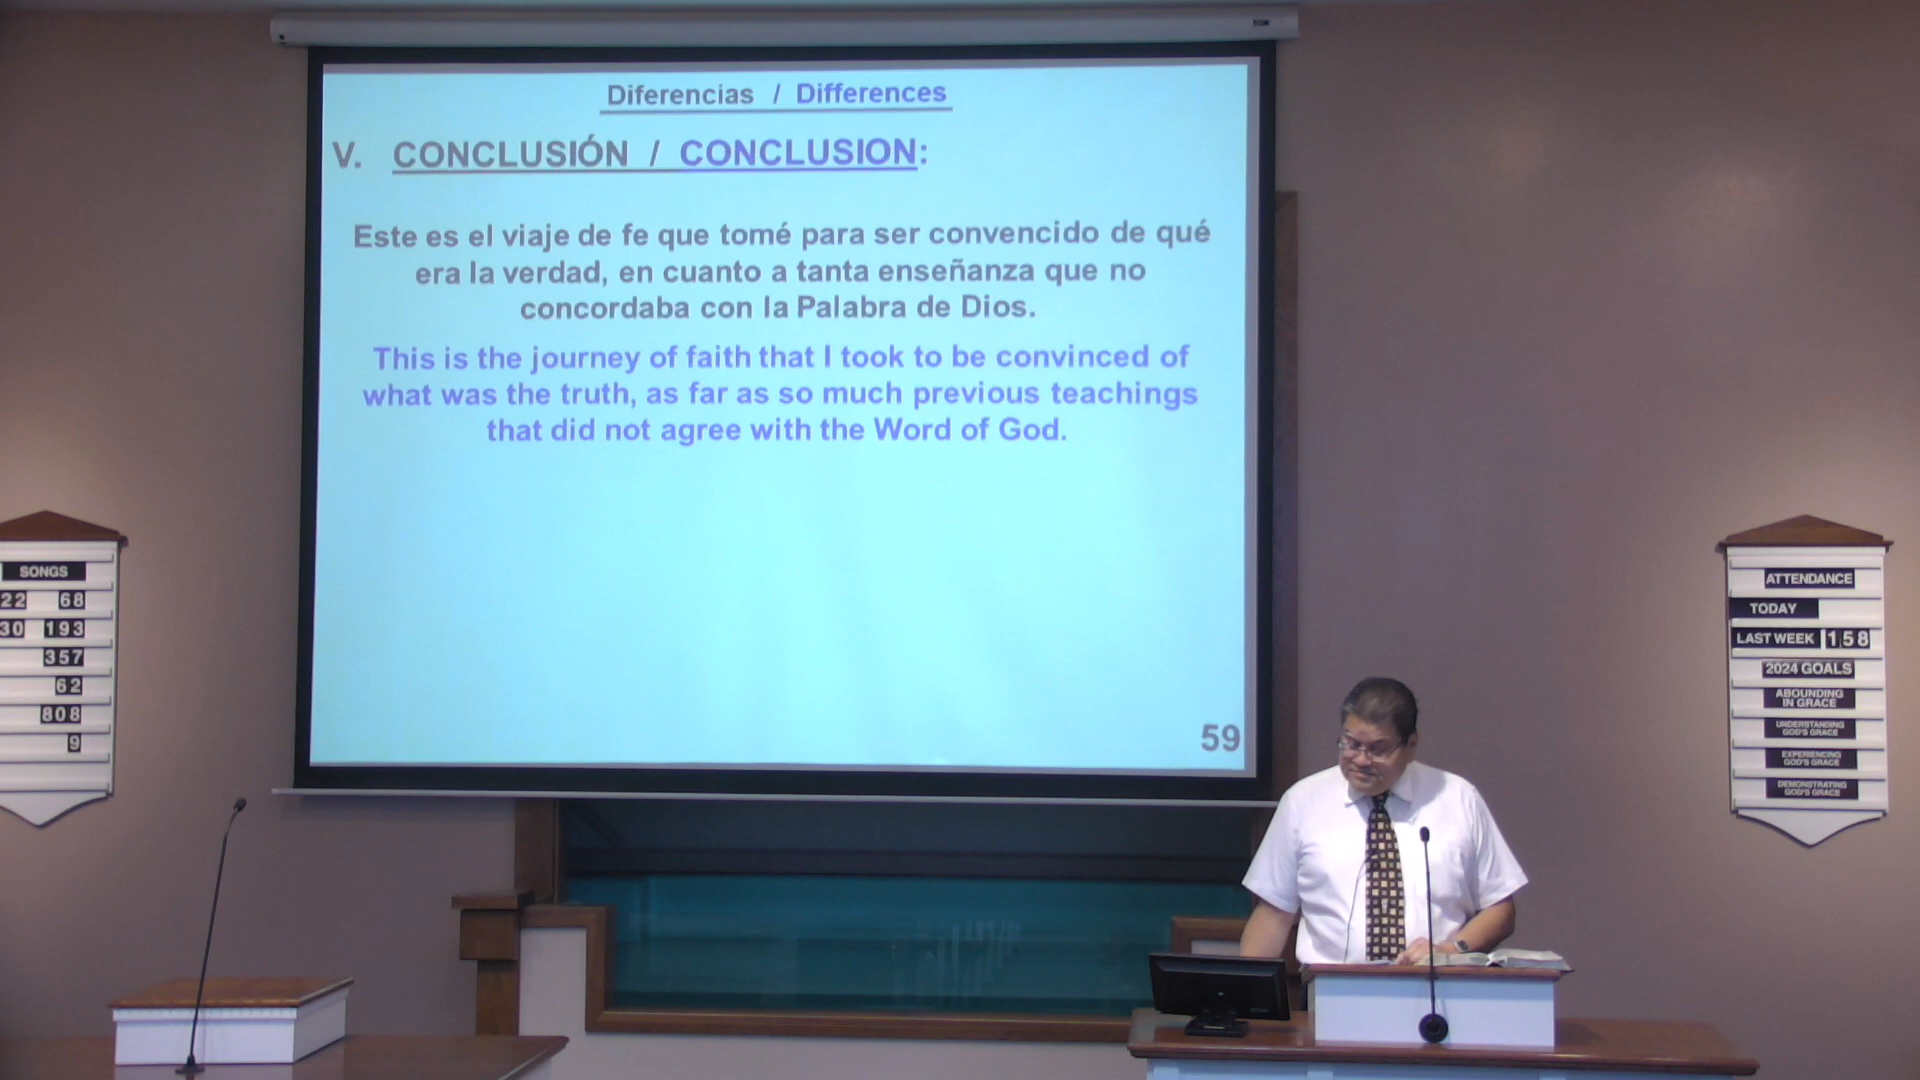 Diferencias / Differences
V. CONCLUSIÓN / CONCLUSION:
Este es el viaje de fe que tomé para ser convencido de qué
era la verdad, en cuanto a tanta enseñanza que no
concordaba con la Palabra de Dios.
This is the journey of faith that I took to be convinced of
what was the truth, as far as so much previous teachings
that did not agree with the Word of God.
59
SONGS
22 68
30 193
357
62
808
9
ATTENDANCE
TODAY
LAST WEEK 158
2024 GOALS
ABOUNDING
IN GRACE
UNDERSTANDING
GOD'S GRACE
EXPERIENCING
GOD'S GRACE
DEMONSTRATING
GOD'S GRACE